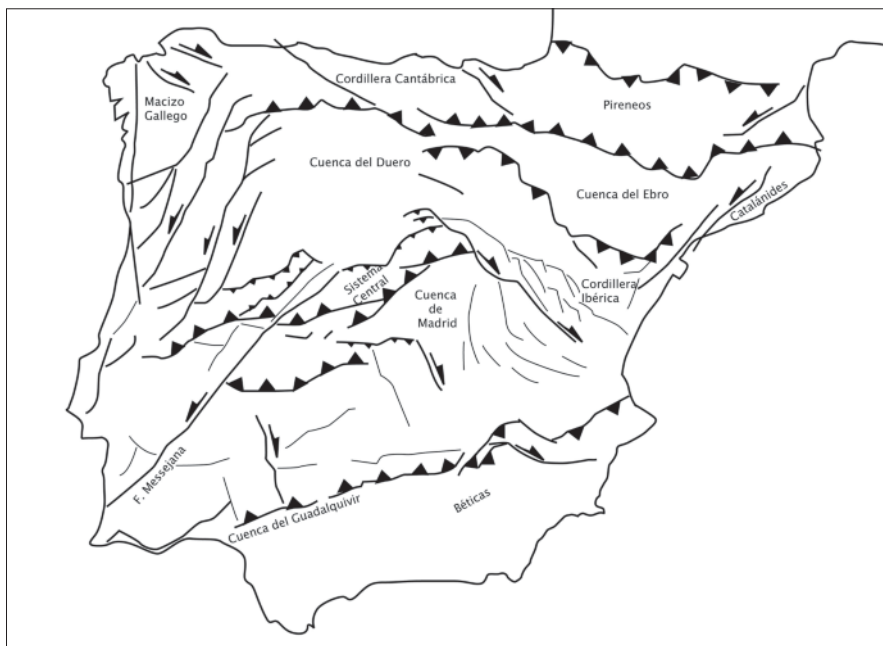 Cordillera Cantábrica
Macizo
Gallego
Pireneos
Cuenca del Duero
Cuenca del Ebro
Catalánides
Sistema
Central
Cordillera
Ibérica
Cuenca
de
Madrid
F. Messejana
Cuenca del Guadalquivir
Béticas